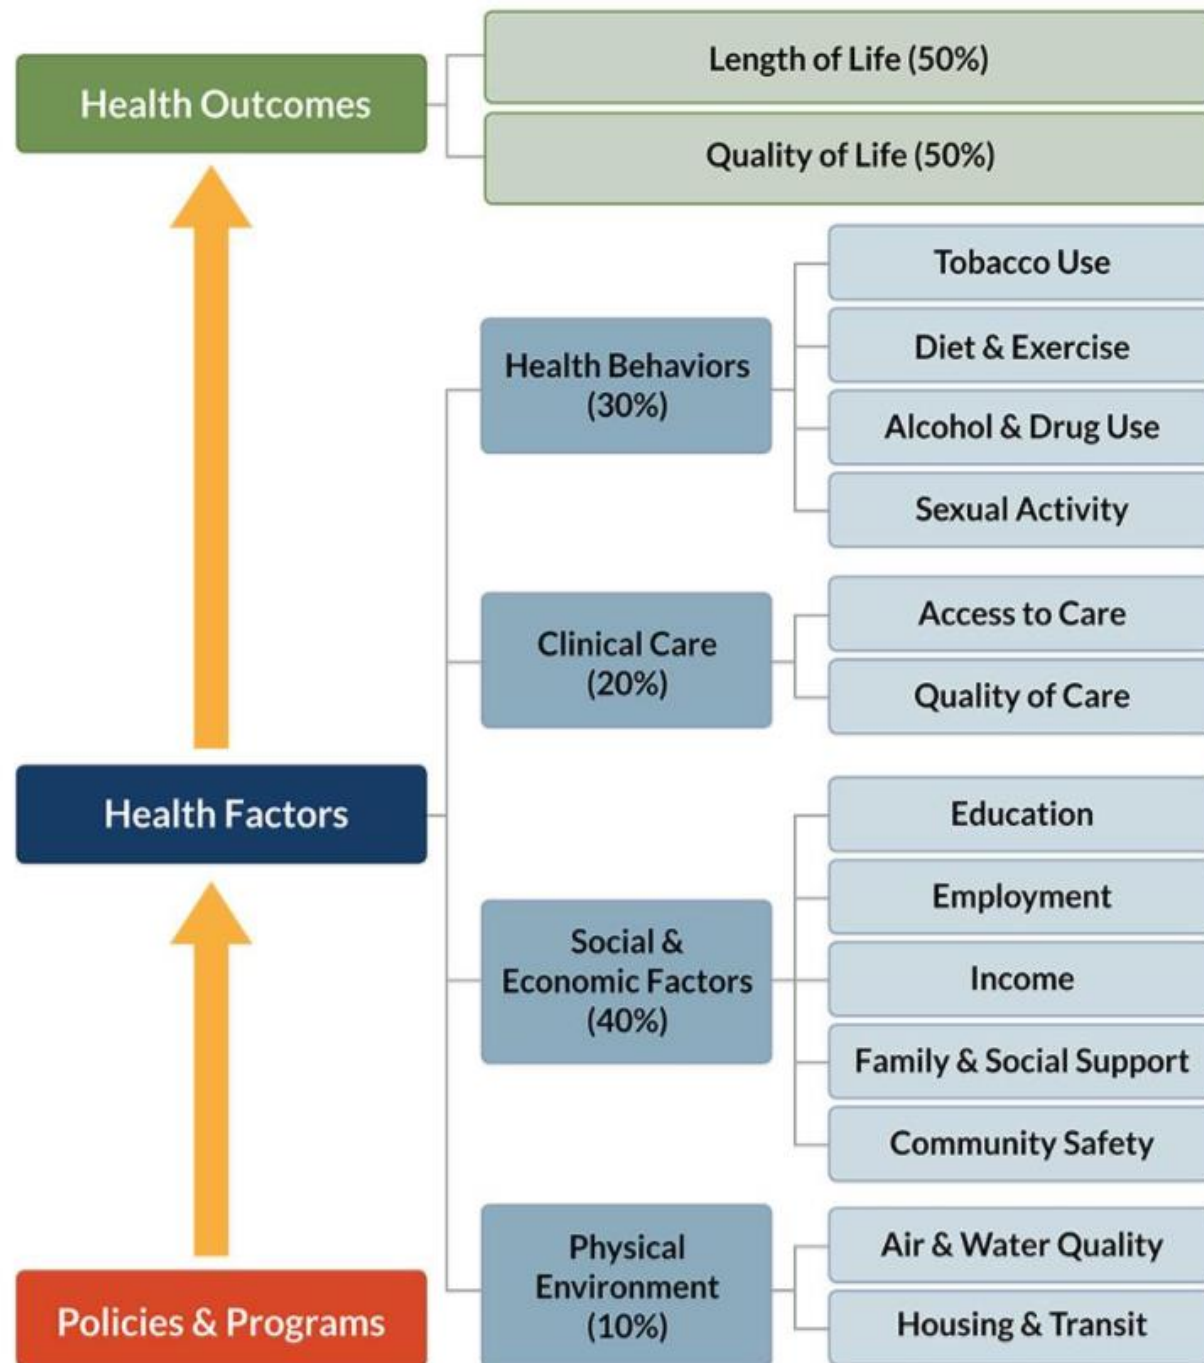 Health Outcomes
Length of Life (50%)
Quality of Life (50%)
Health Factors
Health Behaviors
(30%)
Tobacco Use
Diet & Exercise
Alcohol & Drug Use
Sexual Activity
Clinical Care
(20%)
Access to Care
Quality of Care
Social &
Economic Factors
(40%)
Education
Employment
Income
Family & Social Support
Community Safety
Physical
Environment
(10%)
Air & Water Quality
Housing & Transit
Policies & Programs